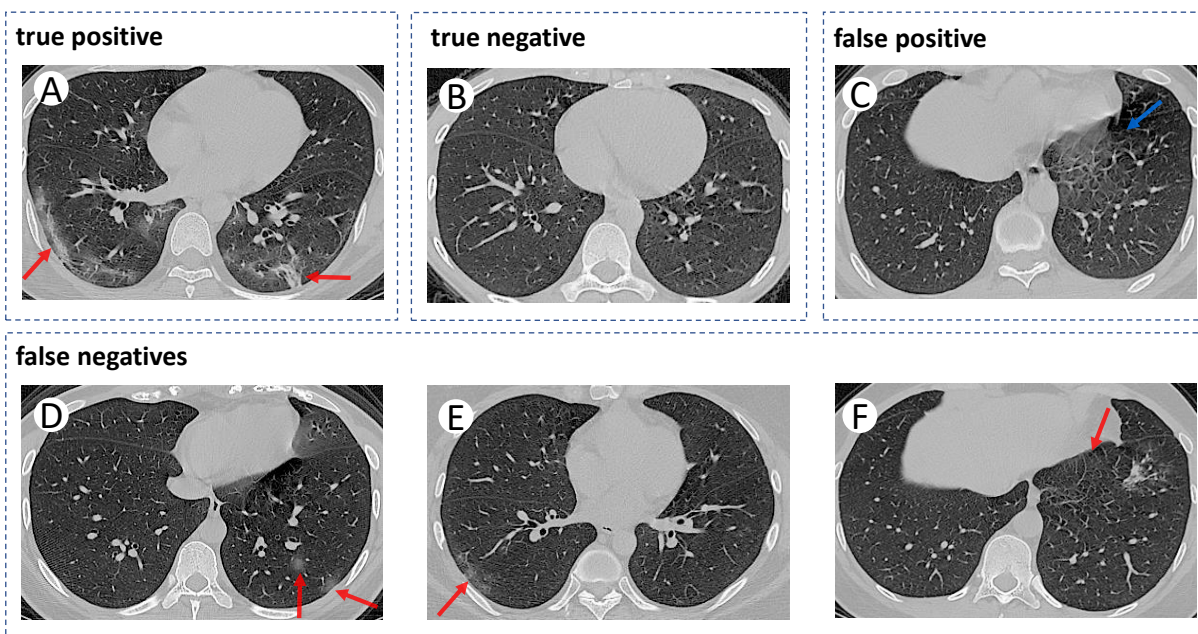 true positive
true negative
false positive
A
B
C
false negatives
D
E
F